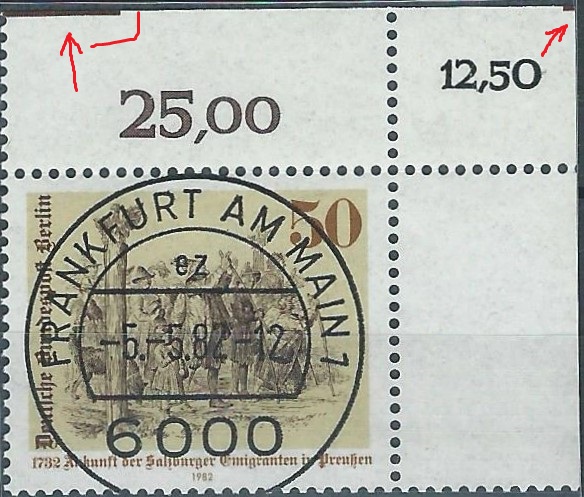 12,50
25,00
50
Deutsche Bundespost Berlin
FRANKFURT AM MAIN 1
ez
-5.-5.82-12
6000
1732 Ankunft der Salzburger Emigranten in Preußen
1982